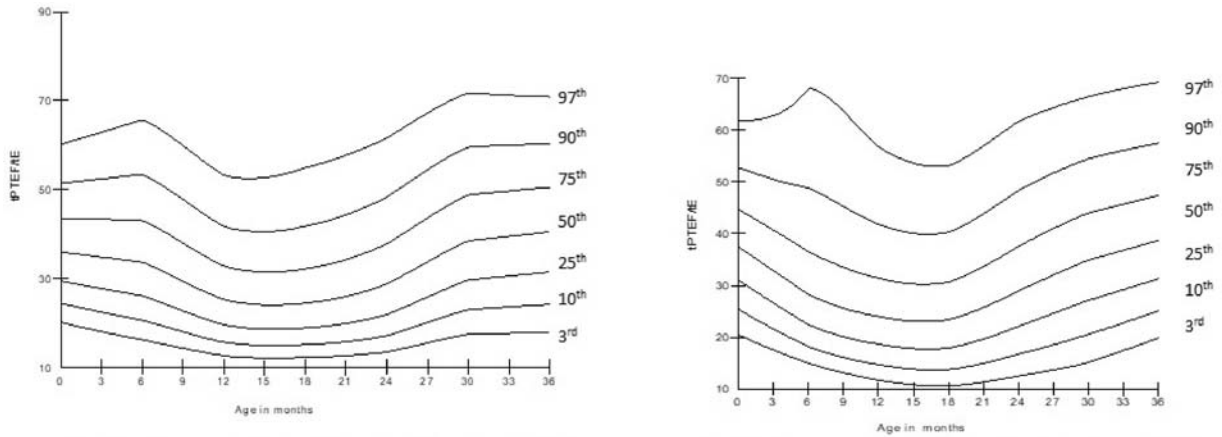 90
70
50
30
10
tPTEF/tE
97th
90th
75th
50th
25th
10th
3rd
0 3 6 9 12 15 18 21 24 27 30 33 36
Age in months
70
60
50
40
30
20
10
tPTEF/tE
97th
90th
75th
50th
25th
10th
3rd
0 3 6 9 12 15 18 21 24 27 30 33 36
Age in months